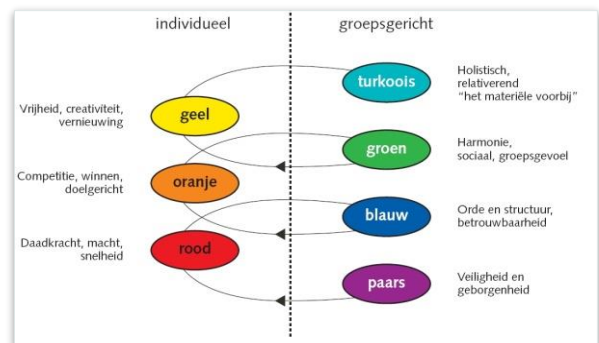 individueel
groepsgericht
turkoois
Holistisch,
relativerend
“het materiële voorbij”
Vrijheid, creativiteit,
vernieuwing
geel
groen
Harmonie,
sociaal, groepsgevoel
Competitie, winnen,
doelgericht
oranje
blauw
Orde en structuur,
betrouwbaarheid
Daadkracht, macht,
snelheid
rood
paars
Veiligheid en
geborgenheid